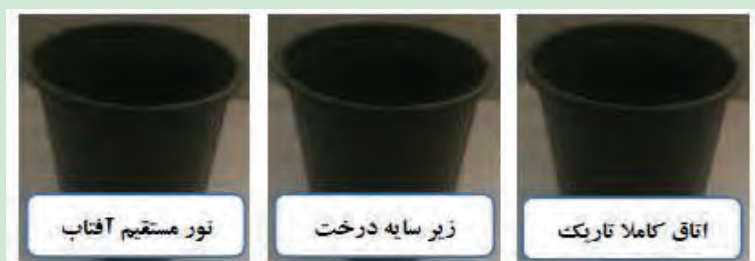 اتاق کاملا تاریک
زیر سایه درخت
نور مستقیم آفتاب